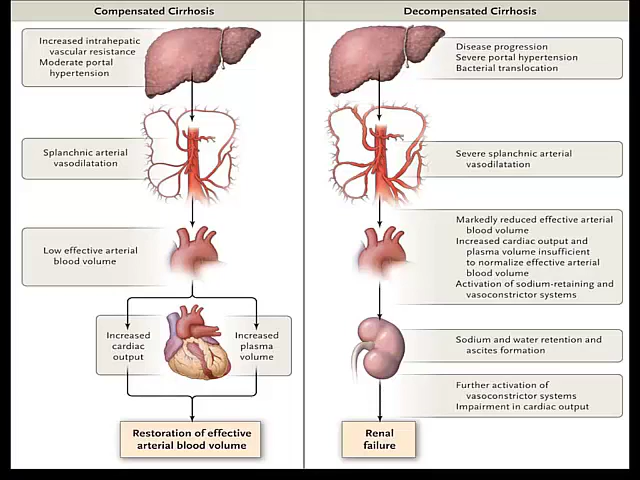 Compensated Cirrhosis
Increased intrahepatic
vascular resistance
Moderate portal
hypertension
Splanchnic arterial
vasodilatation
Low effective arterial
blood volume
Increased
cardiac
output
Increased
plasma
volume
Restoration of effective
arterial blood volume
Decompensated Cirrhosis
Disease progression
Severe portal hypertension
Bacterial translocation
Severe splanchnic arterial
vasodilatation
Markedly reduced effective arterial
blood volume
Increased cardiac output and
plasma volume insufficient
to normalize effective arterial
blood volume
Activation of sodium-retaining and
vasoconstrictor systems
Sodium and water retention and
ascites formation
Further activation of
vasoconstrictor systems
Impairment in cardiac output
Renal
failure